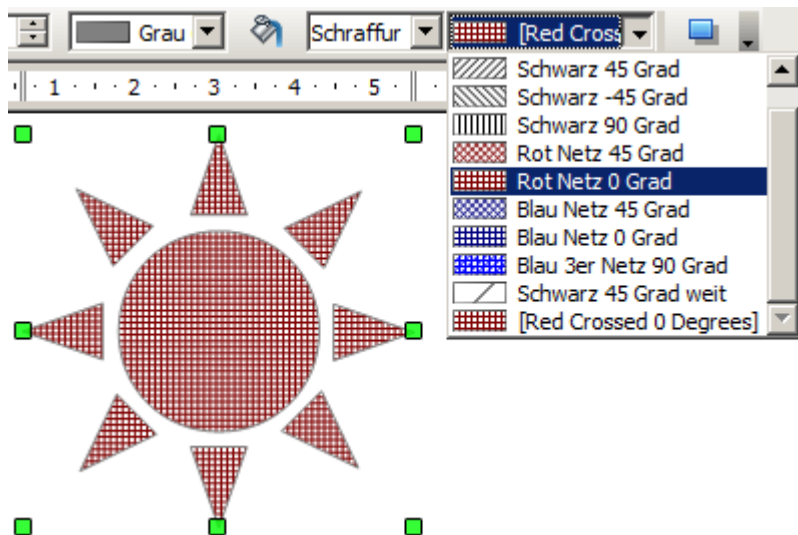 Grau Schraffur [Red Cross
1 2 3 4 5
Schwarz 45 Grad
Schwarz -45 Grad
Schwarz 90 Grad
Rot Netz 45 Grad
Rot Netz 0 Grad
Blau Netz 45 Grad
Blau Netz 0 Grad
Blau 3er Netz 90 Grad
Schwarz 45 Grad weit
[Red Crossed 0 Degrees]